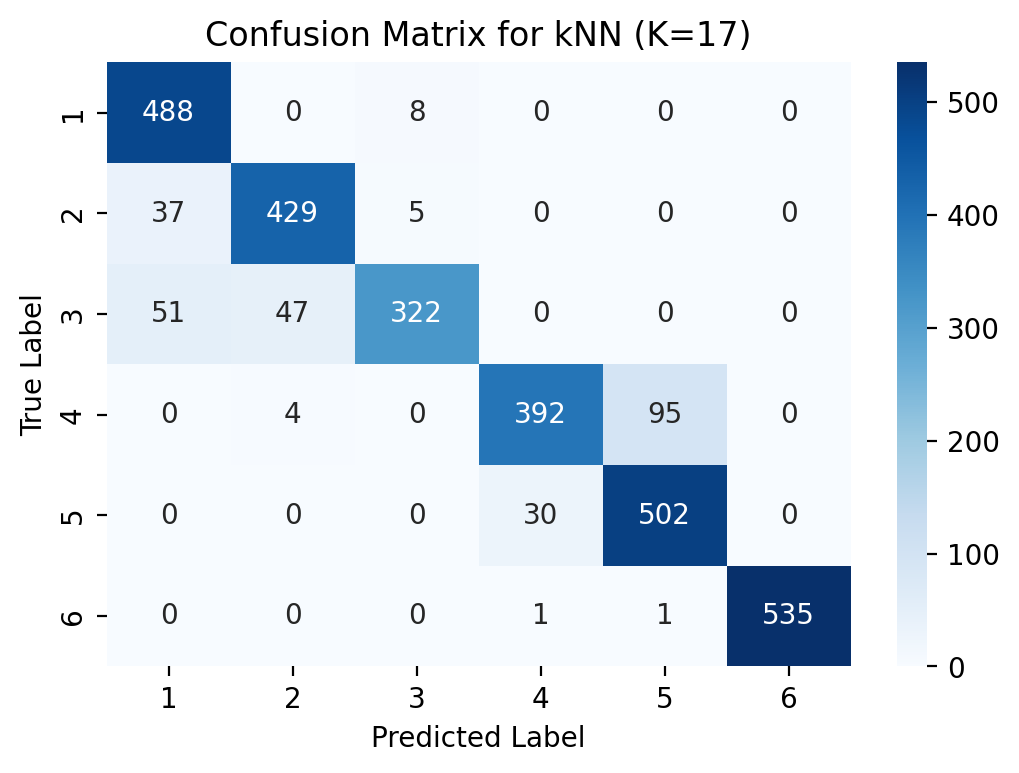 Confusion Matrix for kNN (K=17)
1 488 0 8 0 0 0
2 37 429 5 0 0 0
3 51 47 322 0 0 0
4 0 4 0 392 95 0
5 0 0 0 30 502 0
6 0 0 0 1 1 535
1 2 3 4 5 6
True Label
Predicted Label
500
400
300
200
100
0